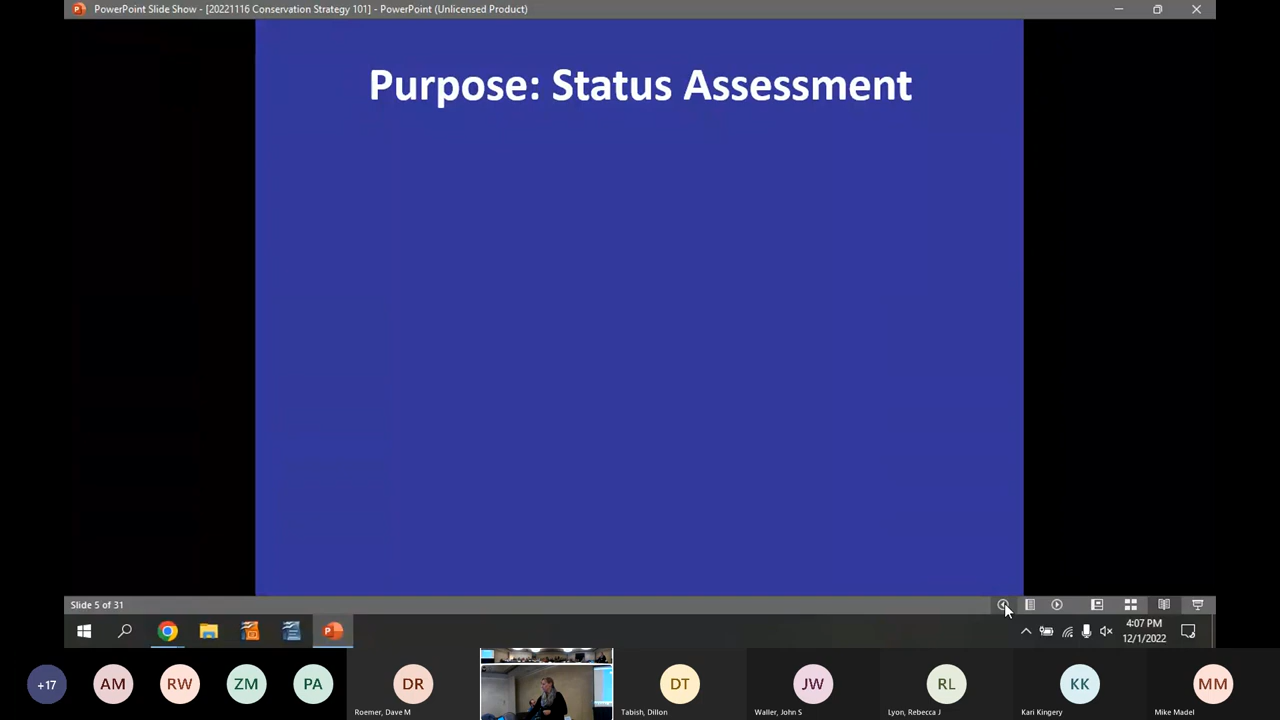 PowerPoint Slide Show - [20221116 Conservation Strategy 101] - PowerPoint (Unlicensed Product)
Purpose: Status Assessment
Slide 5 of 31
4:07 PM
12/1/2022
+17
AM
RW
ZM
PA
DR
Roemer, Dave M
DT
Tabish, Dillon
JW
Waller, John S
RL
Lyon, Rebecca J
KK
Kari Kingery
MM
Mike Madel